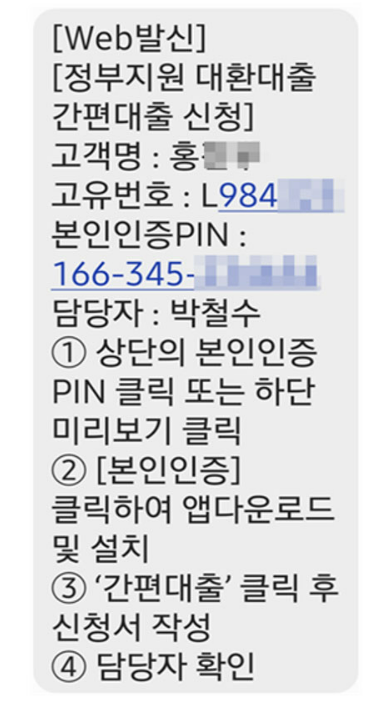 [Web발신]
[정부지원 대환대출
간편대출 신청]
고객명 : 홍
고유번호 : L984
본인인증PIN :
166-345-
담당자 : 박철수
① 상단의 본인인증
PIN 클릭 또는 하단
미리보기 클릭
② [본인인증]
클릭하여 앱다운로드
및 설치
③ ‘간편대출’ 클릭 후
신청서 작성
④ 담당자 확인